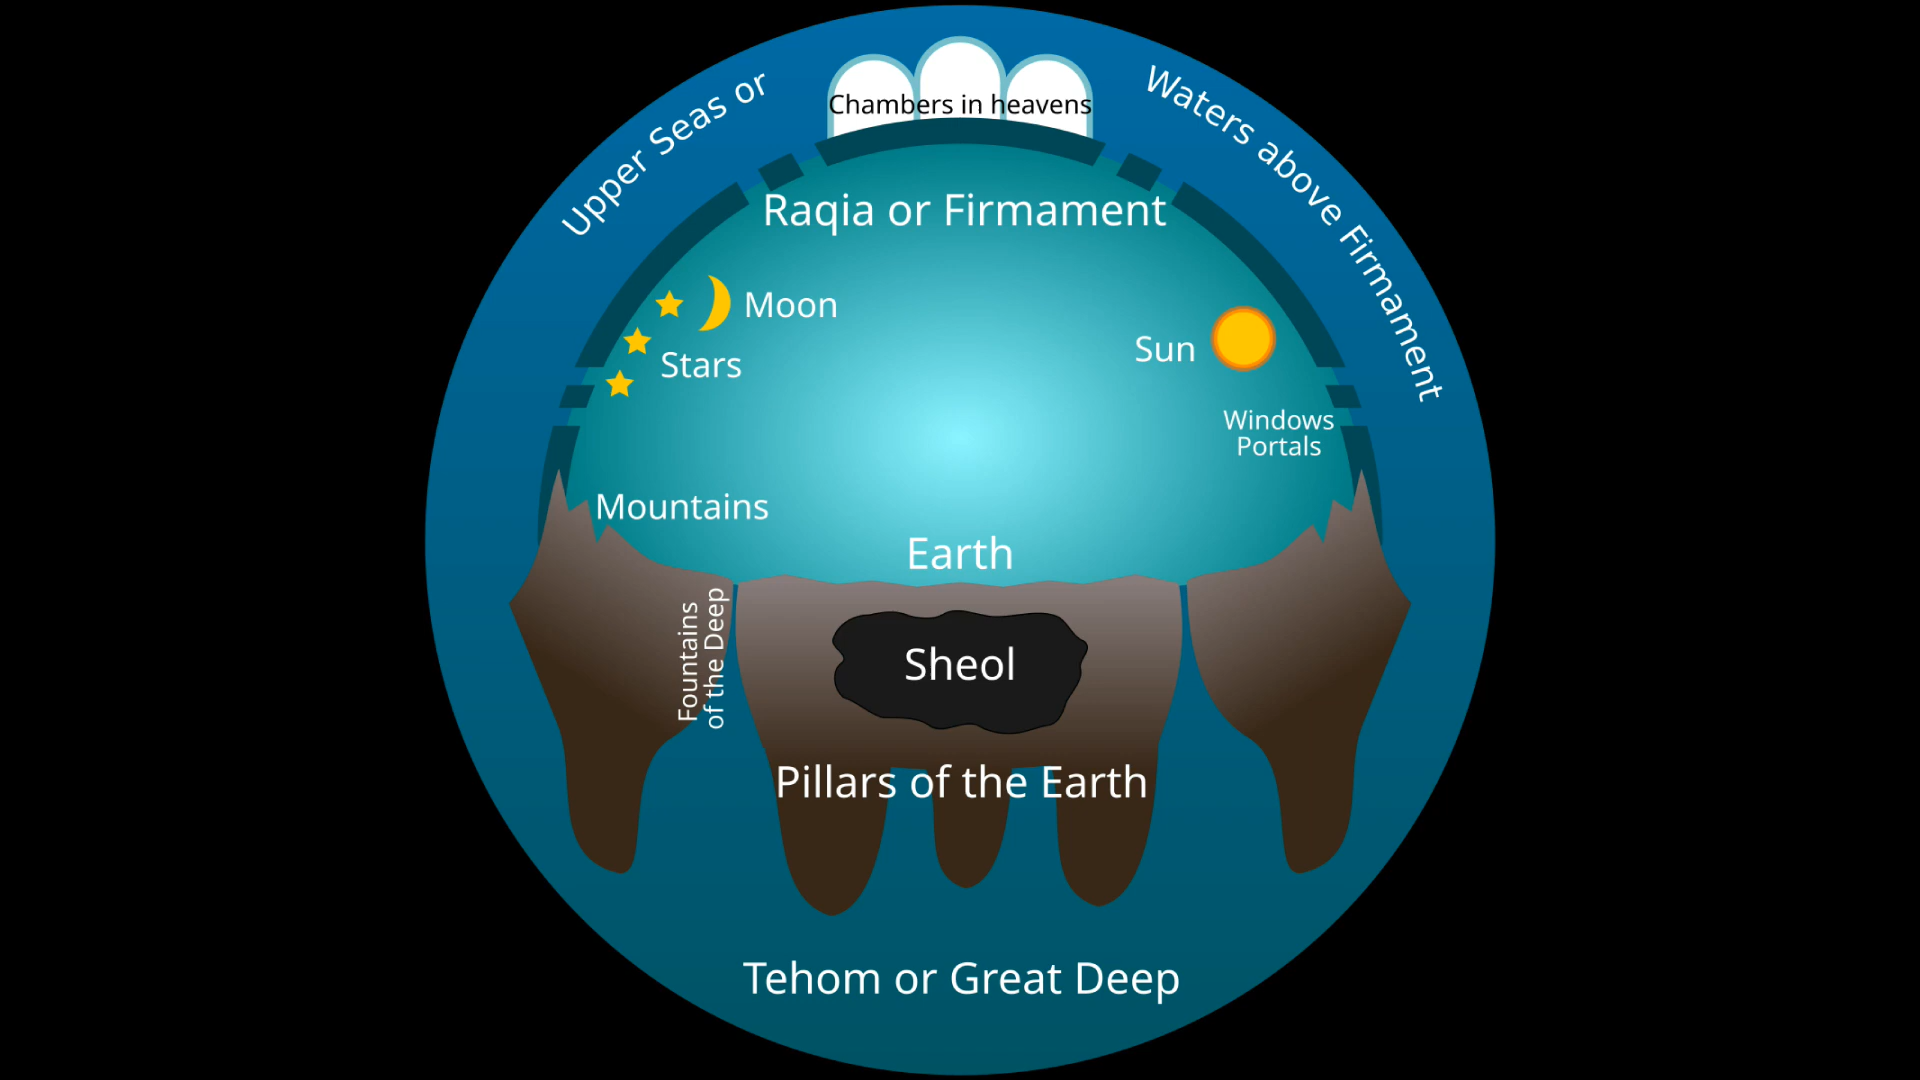 Upper Seas or
Waters above Firmament
Chambers in heavens
Raqia or Firmament
Moon
Stars
Sun
Windows
Portals
Mountains
Earth
Fountains
of the Deep
Sheol
Pillars of the Earth
Tehom or Great Deep